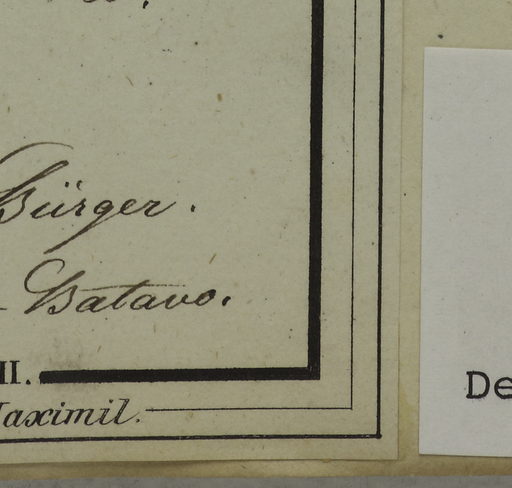 Bürger.
- Batavo.
II.
Maximil.
De